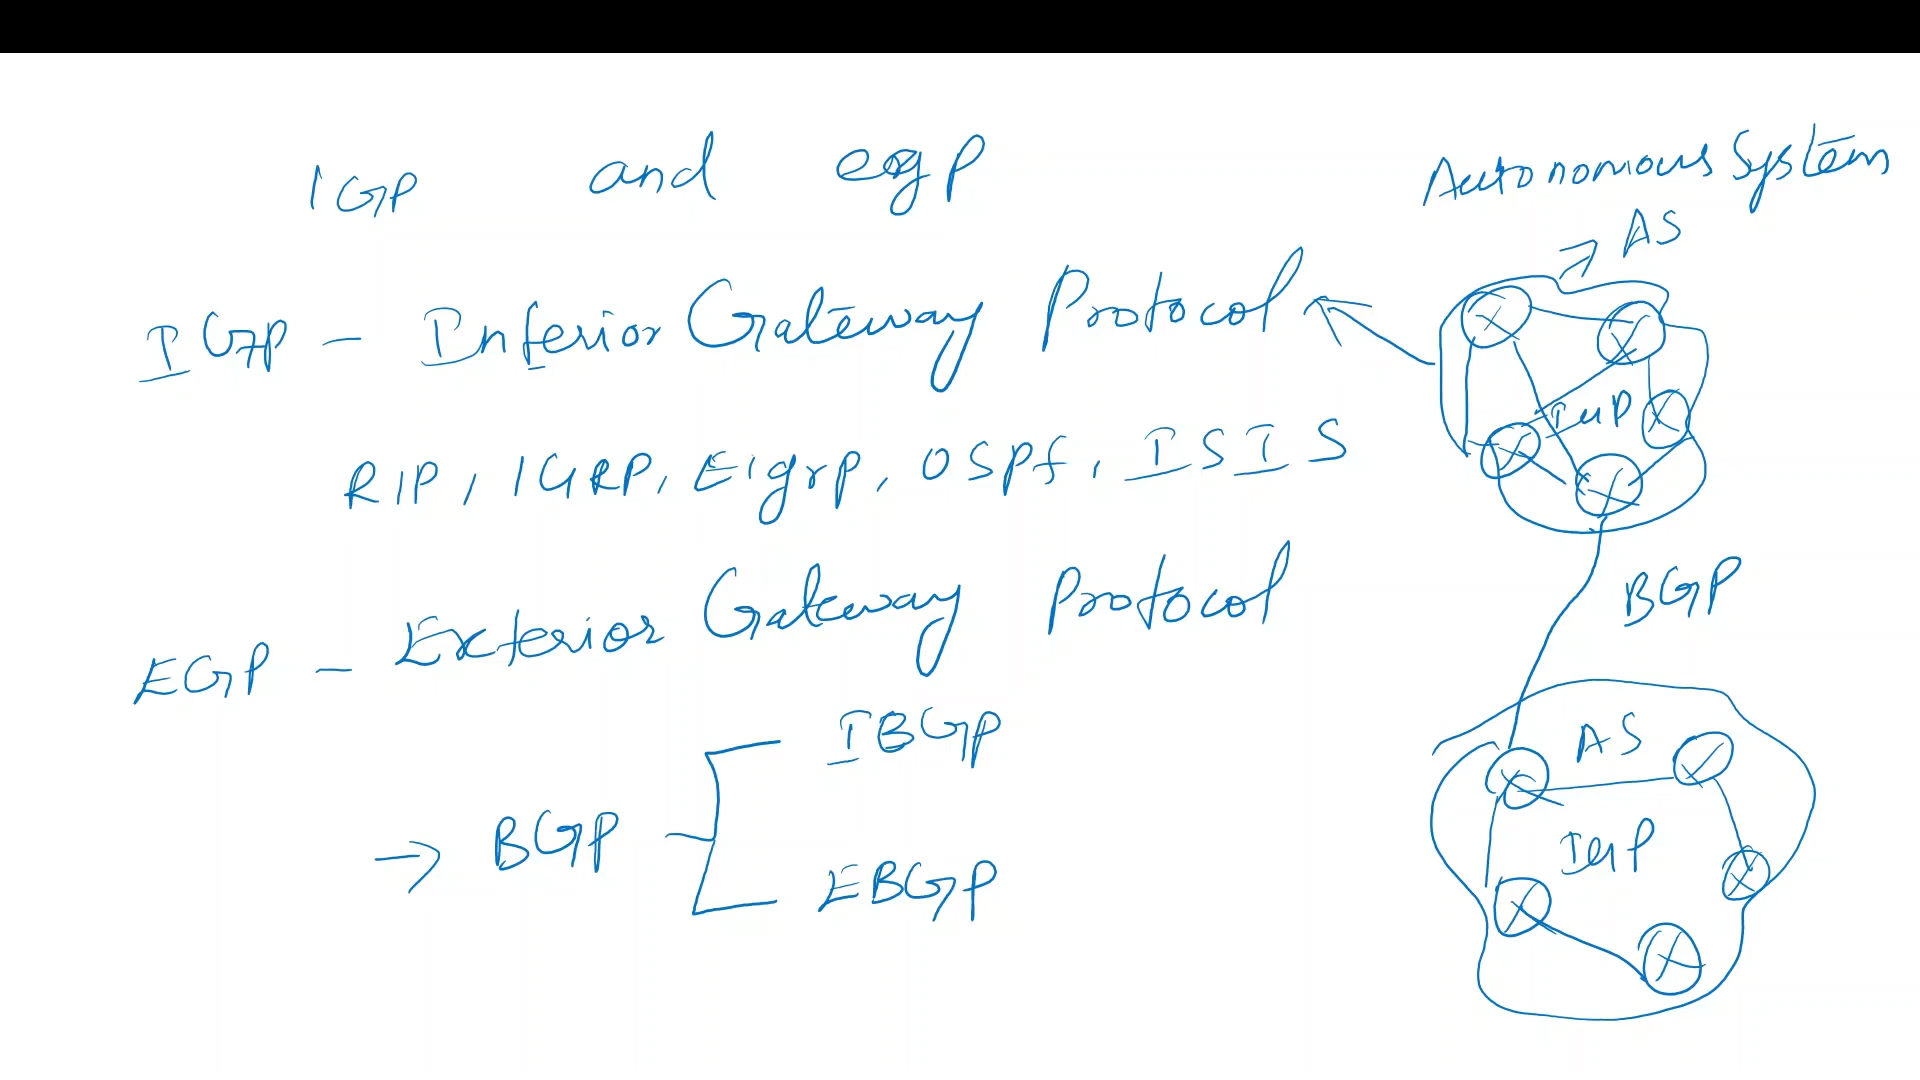 IGP and egp
IGP - Interior Gateway Protocol
RIP, IGRP, Eigrp, OSPf, ISIS
EGP - Exterior Gateway Protocol
→ BGP
IBGP
EBGP
Autonomous System
→ AS
IGP
BGP
AS
IGP